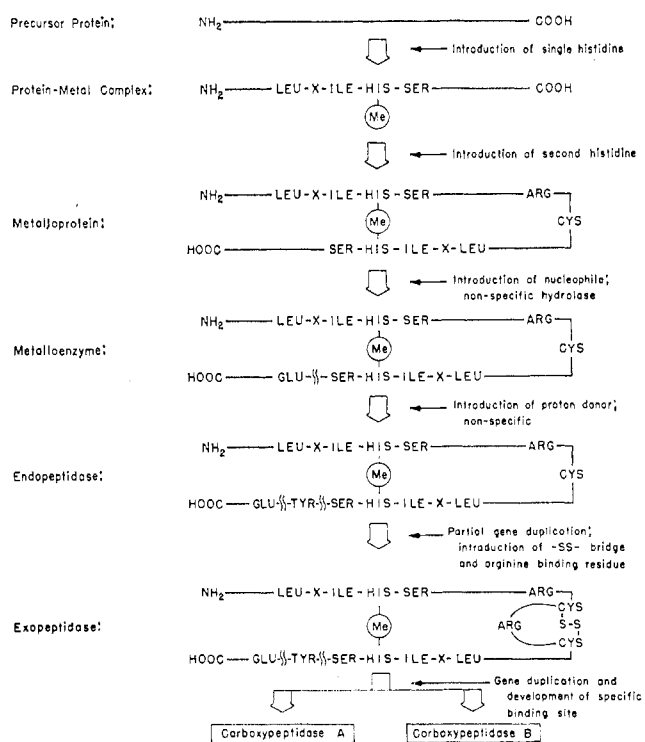 Precursor Protein: NH2 COOH
Introduction of single histidine
Protein-Metal Complex: NH2 LEU-X-ILE-HIS-SER COOH
Me
Introduction of second histidine
NH2 LEU-X-ILE-HIS-SER ARG
Metalloprotein: Me CYS
HOOC SER-HIS-ILE-X-LEU
Introduction of nucleophile;
non-specific hydrolase
NH2 LEU-X-ILE-HIS-SER ARG
Metalloenzyme: Me CYS
HOOC GLU-SER-HIS-ILE-X-LEU
Introduction of proton donor;
non-specific
NH2 LEU-X-ILE-HIS-SER ARG
Endopeptidase: Me CYS
HOOC GLU-TYR-SER-HIS-ILE-X-LEU
Partial gene duplication;
introduction of -SS- bridge
and arginine binding residue
NH2 LEU-X-ILE-HIS-SER ARG
CYS
Exopeptidase: Me ARG S-S
CYS
HOOC GLU-TYR-SER-HIS-ILE-X-LEU
Gene duplication and
development of specific
binding site
Carboxypeptidase A Carboxypeptidase B